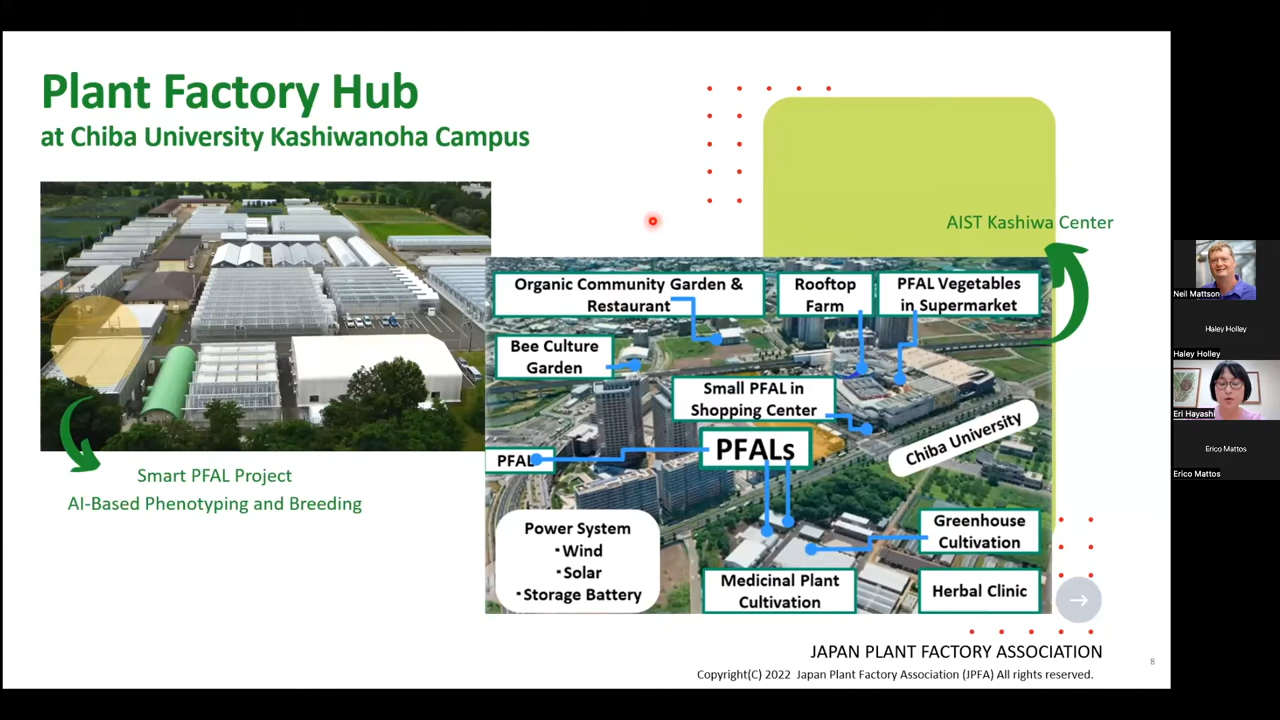 Plant Factory Hub
at Chiba University Kashiwanoha Campus
AIST Kashiwa Center
Organic Community Garden &
Restaurant
Rooftop
Farm
PFAL Vegetables
in Supermarket
Bee Culture
Garden
Small PFAL in
Shopping Center
Chiba University
PFALs
PFAL
Smart PFAL Project
AI-Based Phenotyping and Breeding
Power System
・Wind
・Solar
・Storage Battery
Greenhouse
Cultivation
Medicinal Plant
Cultivation
Herbal Clinic
JAPAN PLANT FACTORY ASSOCIATION
Copyright(C) 2022 Japan Plant Factory Association (JPFA) All rights reserved.
8
Neil Mattson
Haley Holley
Haley Holley
Eri Hayashi
Erico Mattos
Erico Mattos